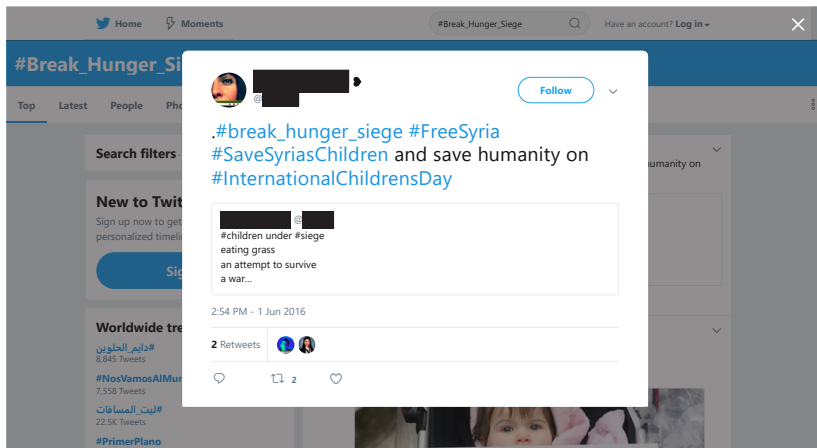 Home
Moments
#Break_Hunger_Siege
Have an account? Log in
#Break_Hunger_Si
Top
Latest
People
Pho
Search filters
New to Twit
Sign up now to get
personalized timeli
Sig
Worldwide tre
#دايم_الحلوين
8,845 Tweets
#NosVamosAlMur
7,558 Tweets
#ليت_المسافات
22.5K Tweets
#PrimerPlano
@
Follow
.#break_hunger_siege #FreeSyria
#SaveSyriasChildren and save humanity on
#InternationalChildrensDay
@
#children under #siege
eating grass
an attempt to survive
a war...
2:54 PM - 1 Jun 2016
2 Retweets
2
umanity on